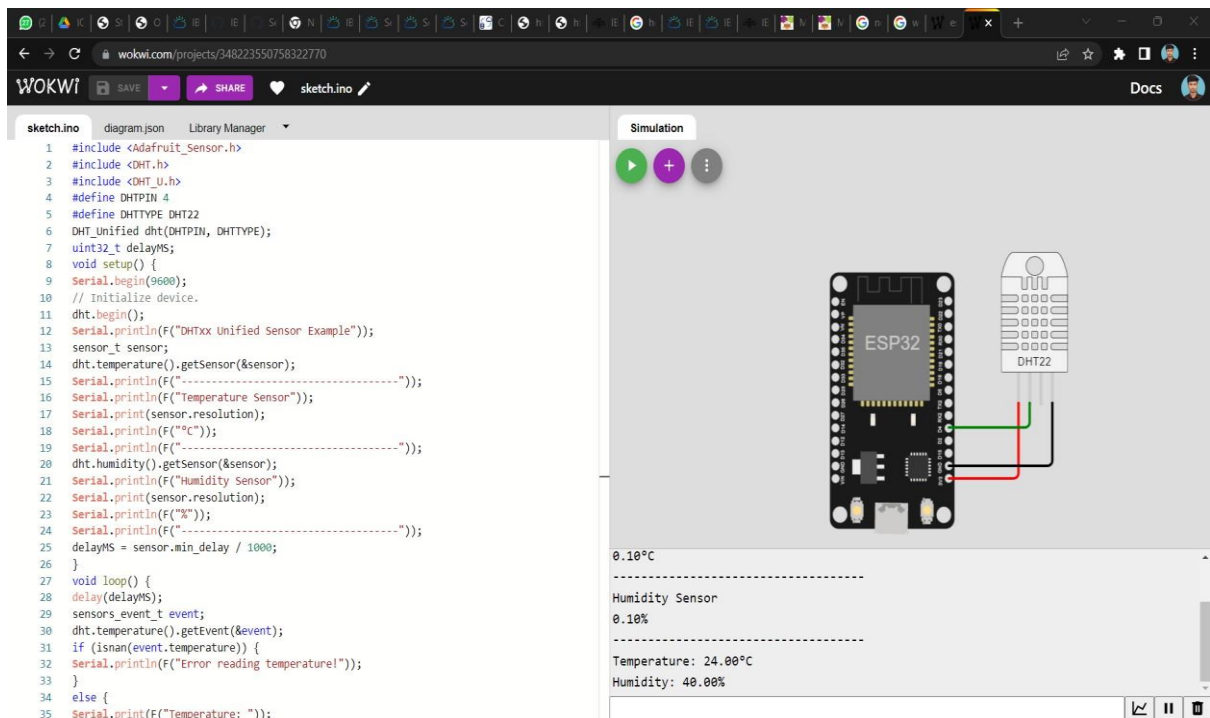 wokwi.com/projects/348223550758322770
WOKWi SAVE SHARE sketch.ino Docs
sketch.ino diagram.json Library Manager
1 #include <Adafruit_Sensor.h>
2 #include <DHT.h>
3 #include <DHT_U.h>
4 #define DHTPIN 4
5 #define DHTTYPE DHT22
6 DHT_Unified dht(DHTPIN, DHTTYPE);
7 uint32_t delayMS;
8 void setup() {
9 Serial.begin(9600);
10 // Initialize device.
11 dht.begin();
12 Serial.println(F("DHTxx Unified Sensor Example"));
13 sensor_t sensor;
14 dht.temperature().getSensor(&sensor);
15 Serial.println(F("------------------------------------"));
16 Serial.println(F("Temperature Sensor"));
17 Serial.print(sensor.resolution);
18 Serial.println(F("°C"));
19 Serial.println(F("------------------------------------"));
20 dht.humidity().getSensor(&sensor);
21 Serial.println(F("Humidity Sensor"));
22 Serial.print(sensor.resolution);
23 Serial.println(F("%"));
24 Serial.println(F("------------------------------------"));
25 delayMS = sensor.min_delay / 1000;
26 }
27 void loop() {
28 delay(delayMS);
29 sensors_event_t event;
30 dht.temperature().getEvent(&event);
31 if (isnan(event.temperature)) {
32 Serial.println(F("Error reading temperature!"));
33 }
34 else {
35 Serial.print(F("Temperature: "));
Simulation
ESP32
DHT22
0.10°C
------------------------------------
Humidity Sensor
0.10%
------------------------------------
Temperature: 24.00°C
Humidity: 40.00%